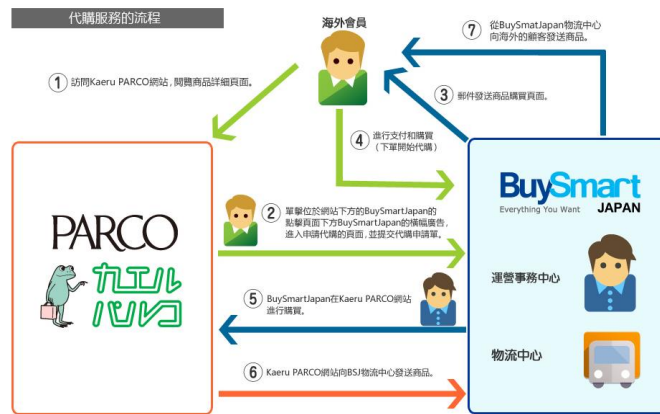 代購服務的流程
海外會員
⑦ 從BuySmatJapan物流中心
向海外的顧客發送商品。
① 訪問Kaeru PARCO網站,閱覽商品詳細頁面。
③ 郵件發送商品購買頁面。
④ 進行支付和購買
(下單開始代購)
BuySmart
Everything You Want JAPAN
② 單擊位於網站下方的BuySmartJapan的
點擊頁面下方BuySmartJapan的橫幅廣告,
進入申請代購的頁面,並提交代購申請單。
PARCO
カエル
パルコ
運營事務中心
⑤ BuySmartJapan在Kaeru PARCO網站
進行購買。
物流中心
⑥ Kaeru PARCO網站向BSJ物流中心發送商品。